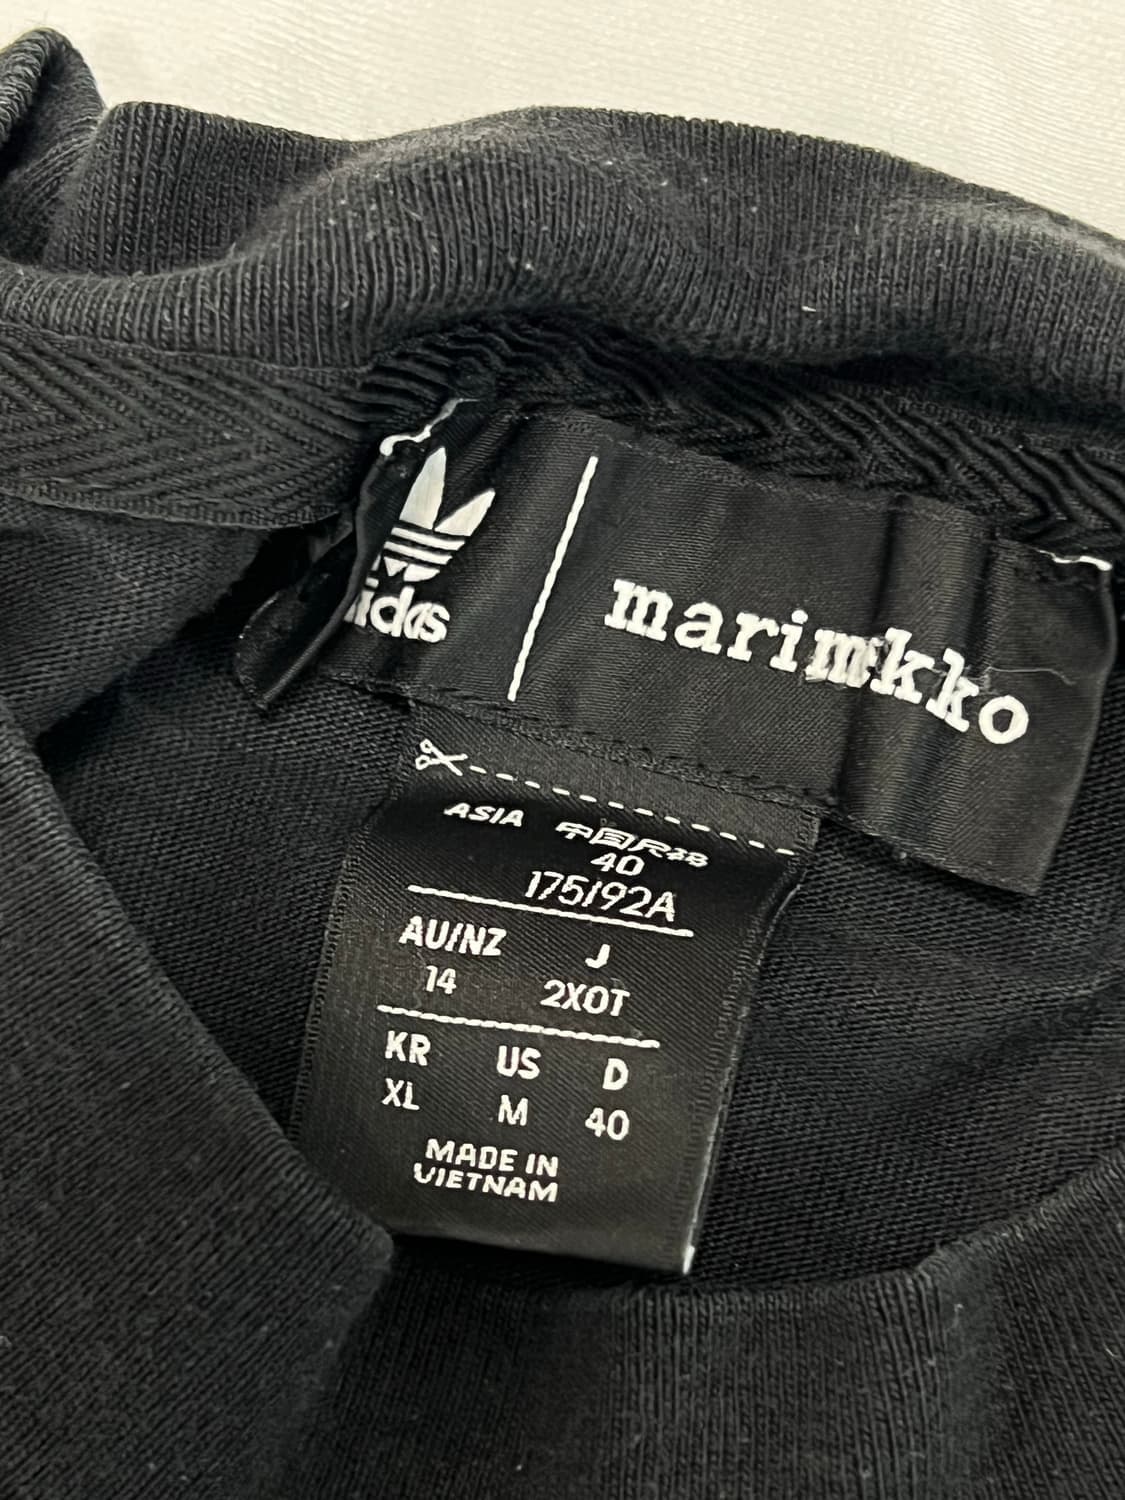 adidas
marimekko
ASIA
40
175/92A
AU/NZ J
14 2XOT
KR US D
XL M 40
MADE IN
VIETNAM